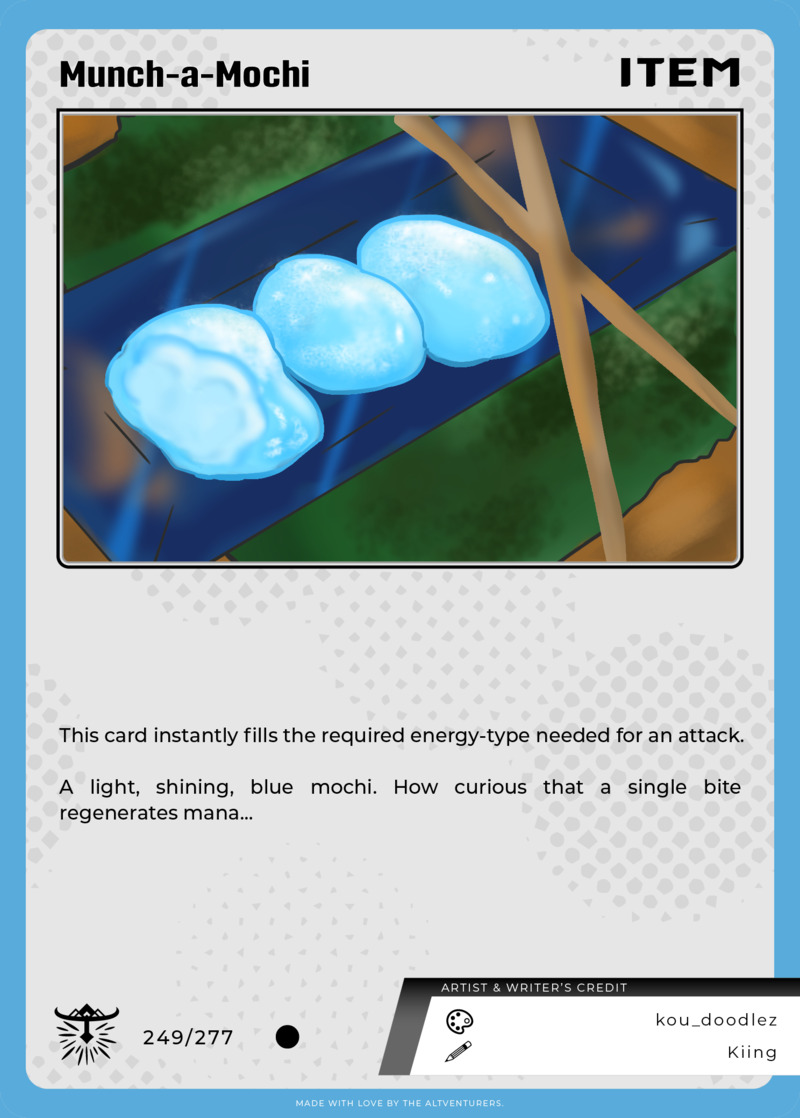 Munch-a-Mochi
ITEM
This card instantly fills the required energy-type needed for an attack.
A light, shining, blue mochi. How curious that a single bite
regenerates mana...
ARTIST & WRITER'S CREDIT
kou_doodlez
Kiing
249/277
MADE WITH LOVE BY THE ALTVENTURERS.